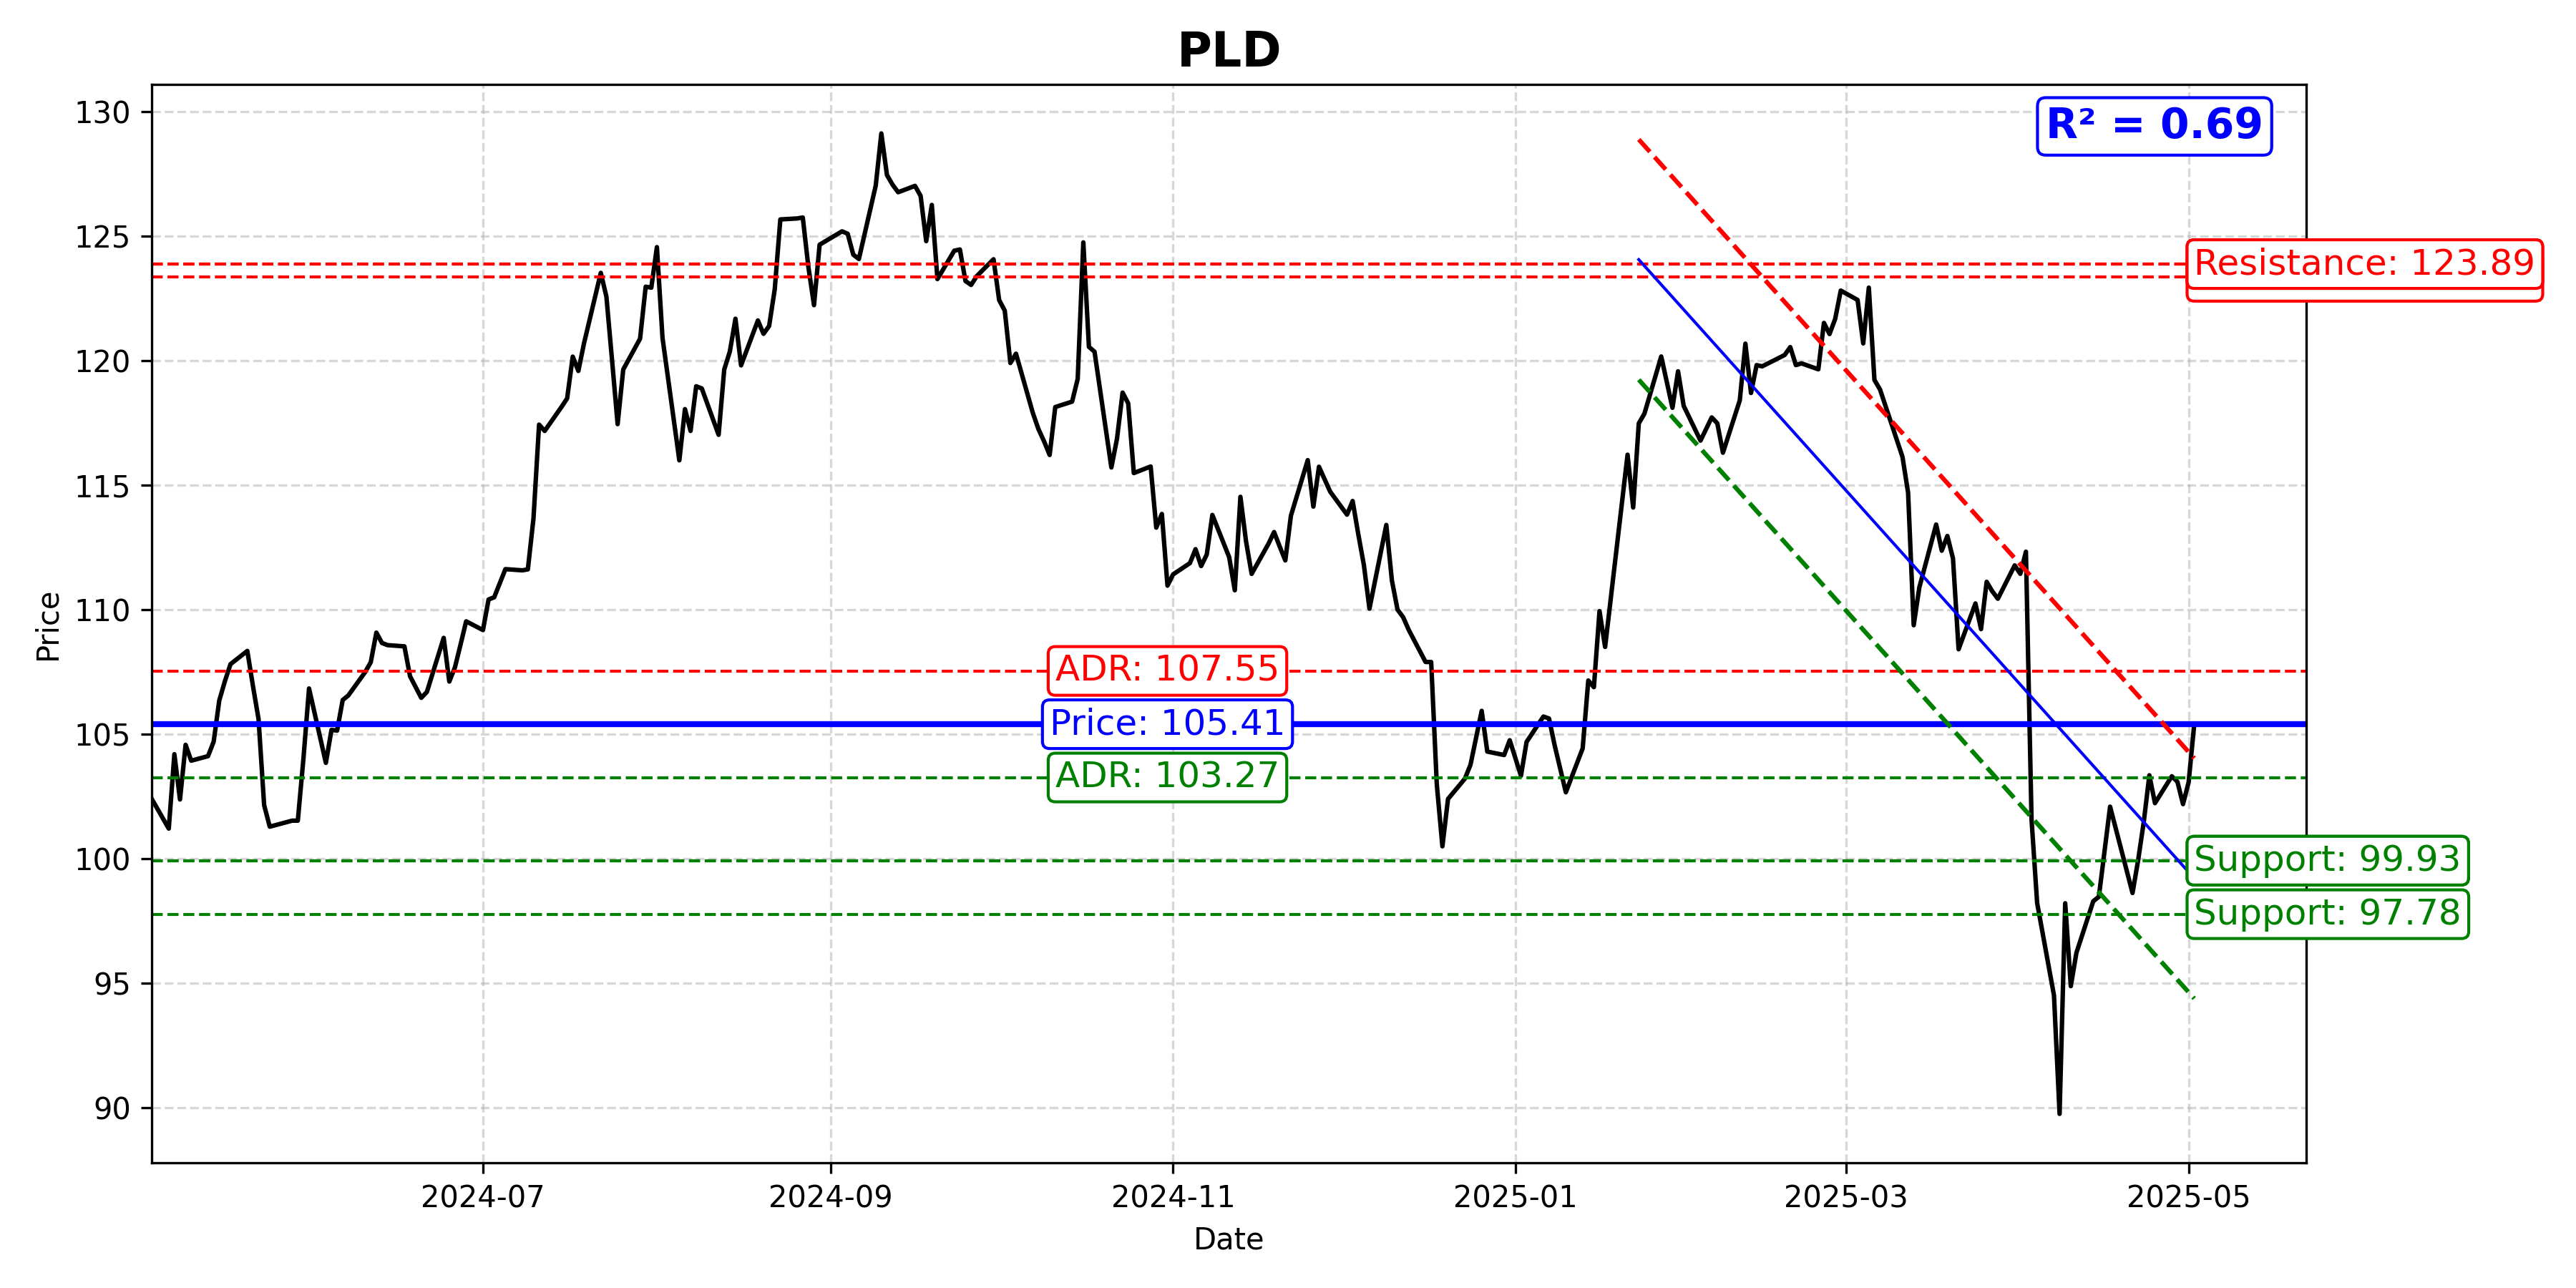 PLD
130
125
120
115
110
105
100
95
90
Price
R² = 0.69
Resistance: 123.89
ADR: 107.55
Price: 105.41
ADR: 103.27
Support: 99.93
Support: 97.78
2024-07
2024-09
2024-11
2025-01
2025-03
2025-05
Date